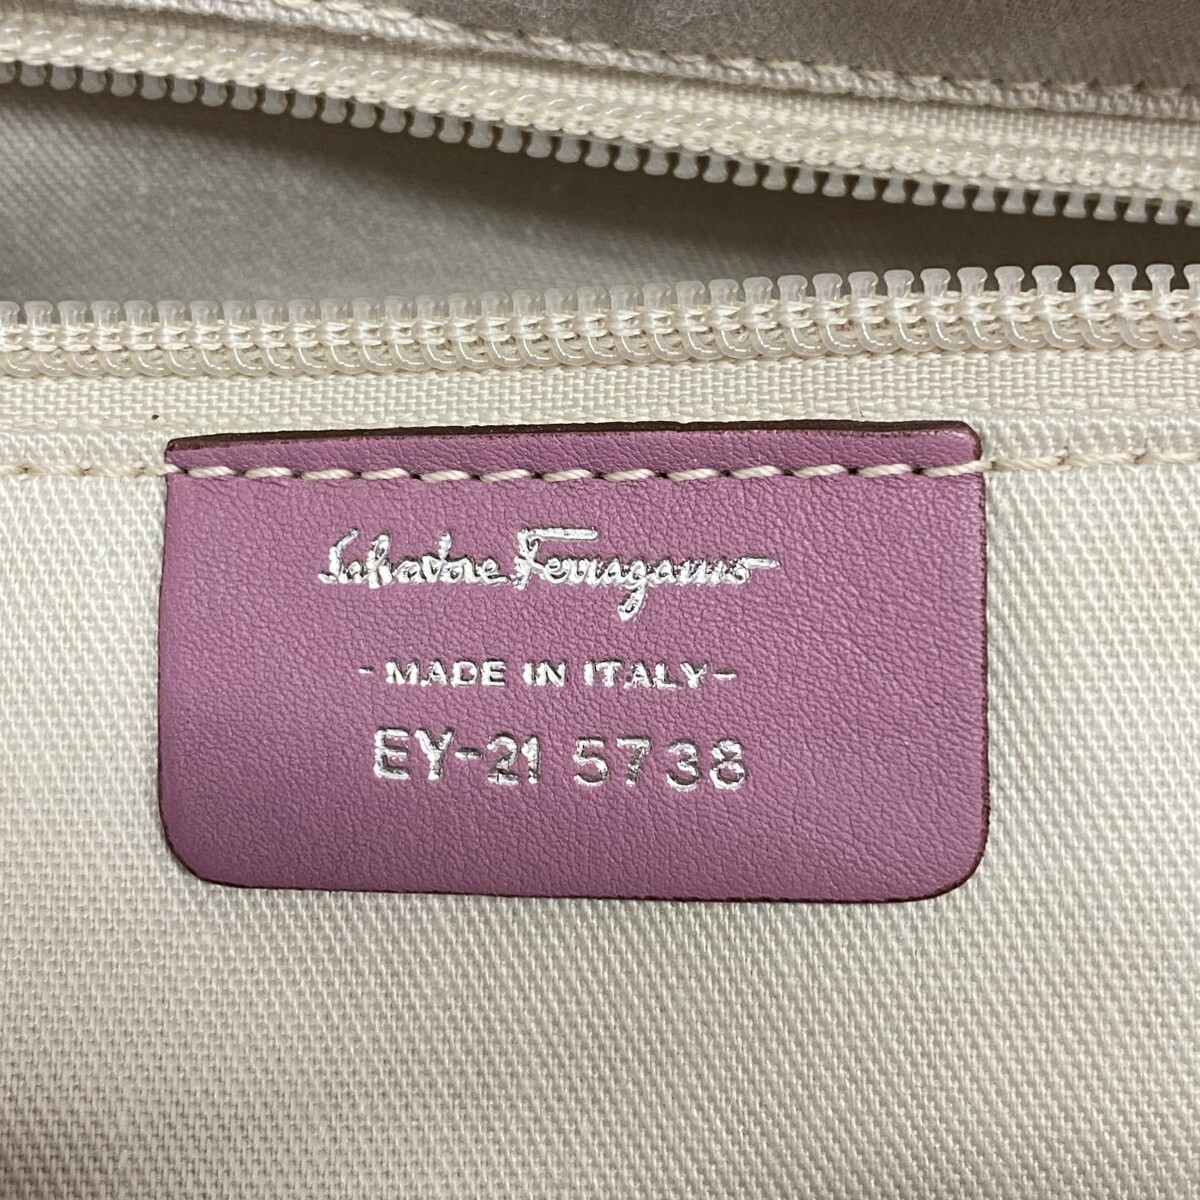 Salvatore Ferragamo
-MADE IN ITALY-
EY-21 5738